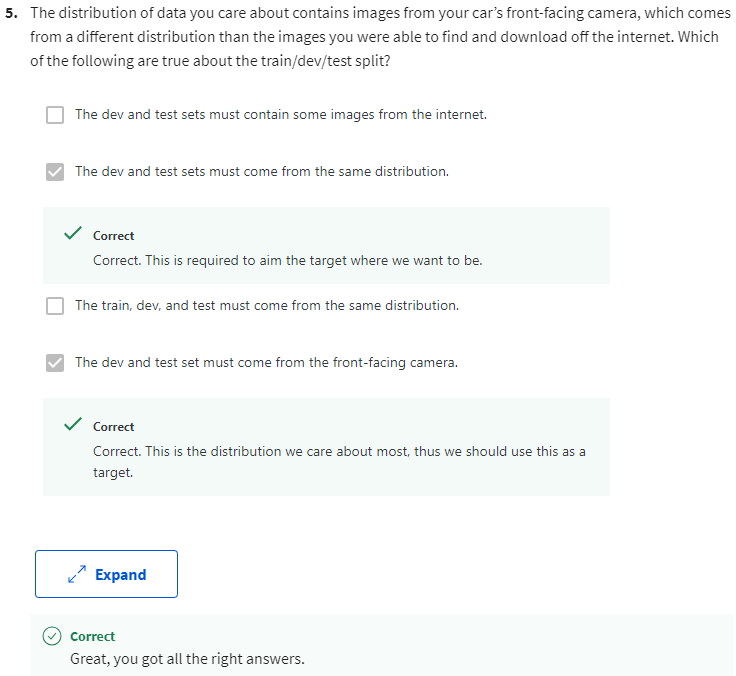 5. The distribution of data you care about contains images from your car's front-facing camera, which comes
from a different distribution than the images you were able to find and download off the internet. Which
of the following are true about the train/dev/test split?
The dev and test sets must contain some images from the internet.
The dev and test sets must come from the same distribution.
Correct
Correct. This is required to aim the target where we want to be.
The train, dev, and test must come from the same distribution.
The dev and test set must come from the front-facing camera.
Correct
Correct. This is the distribution we care about most, thus we should use this as a
target.
Expand
Correct
Great, you got all the right answers.